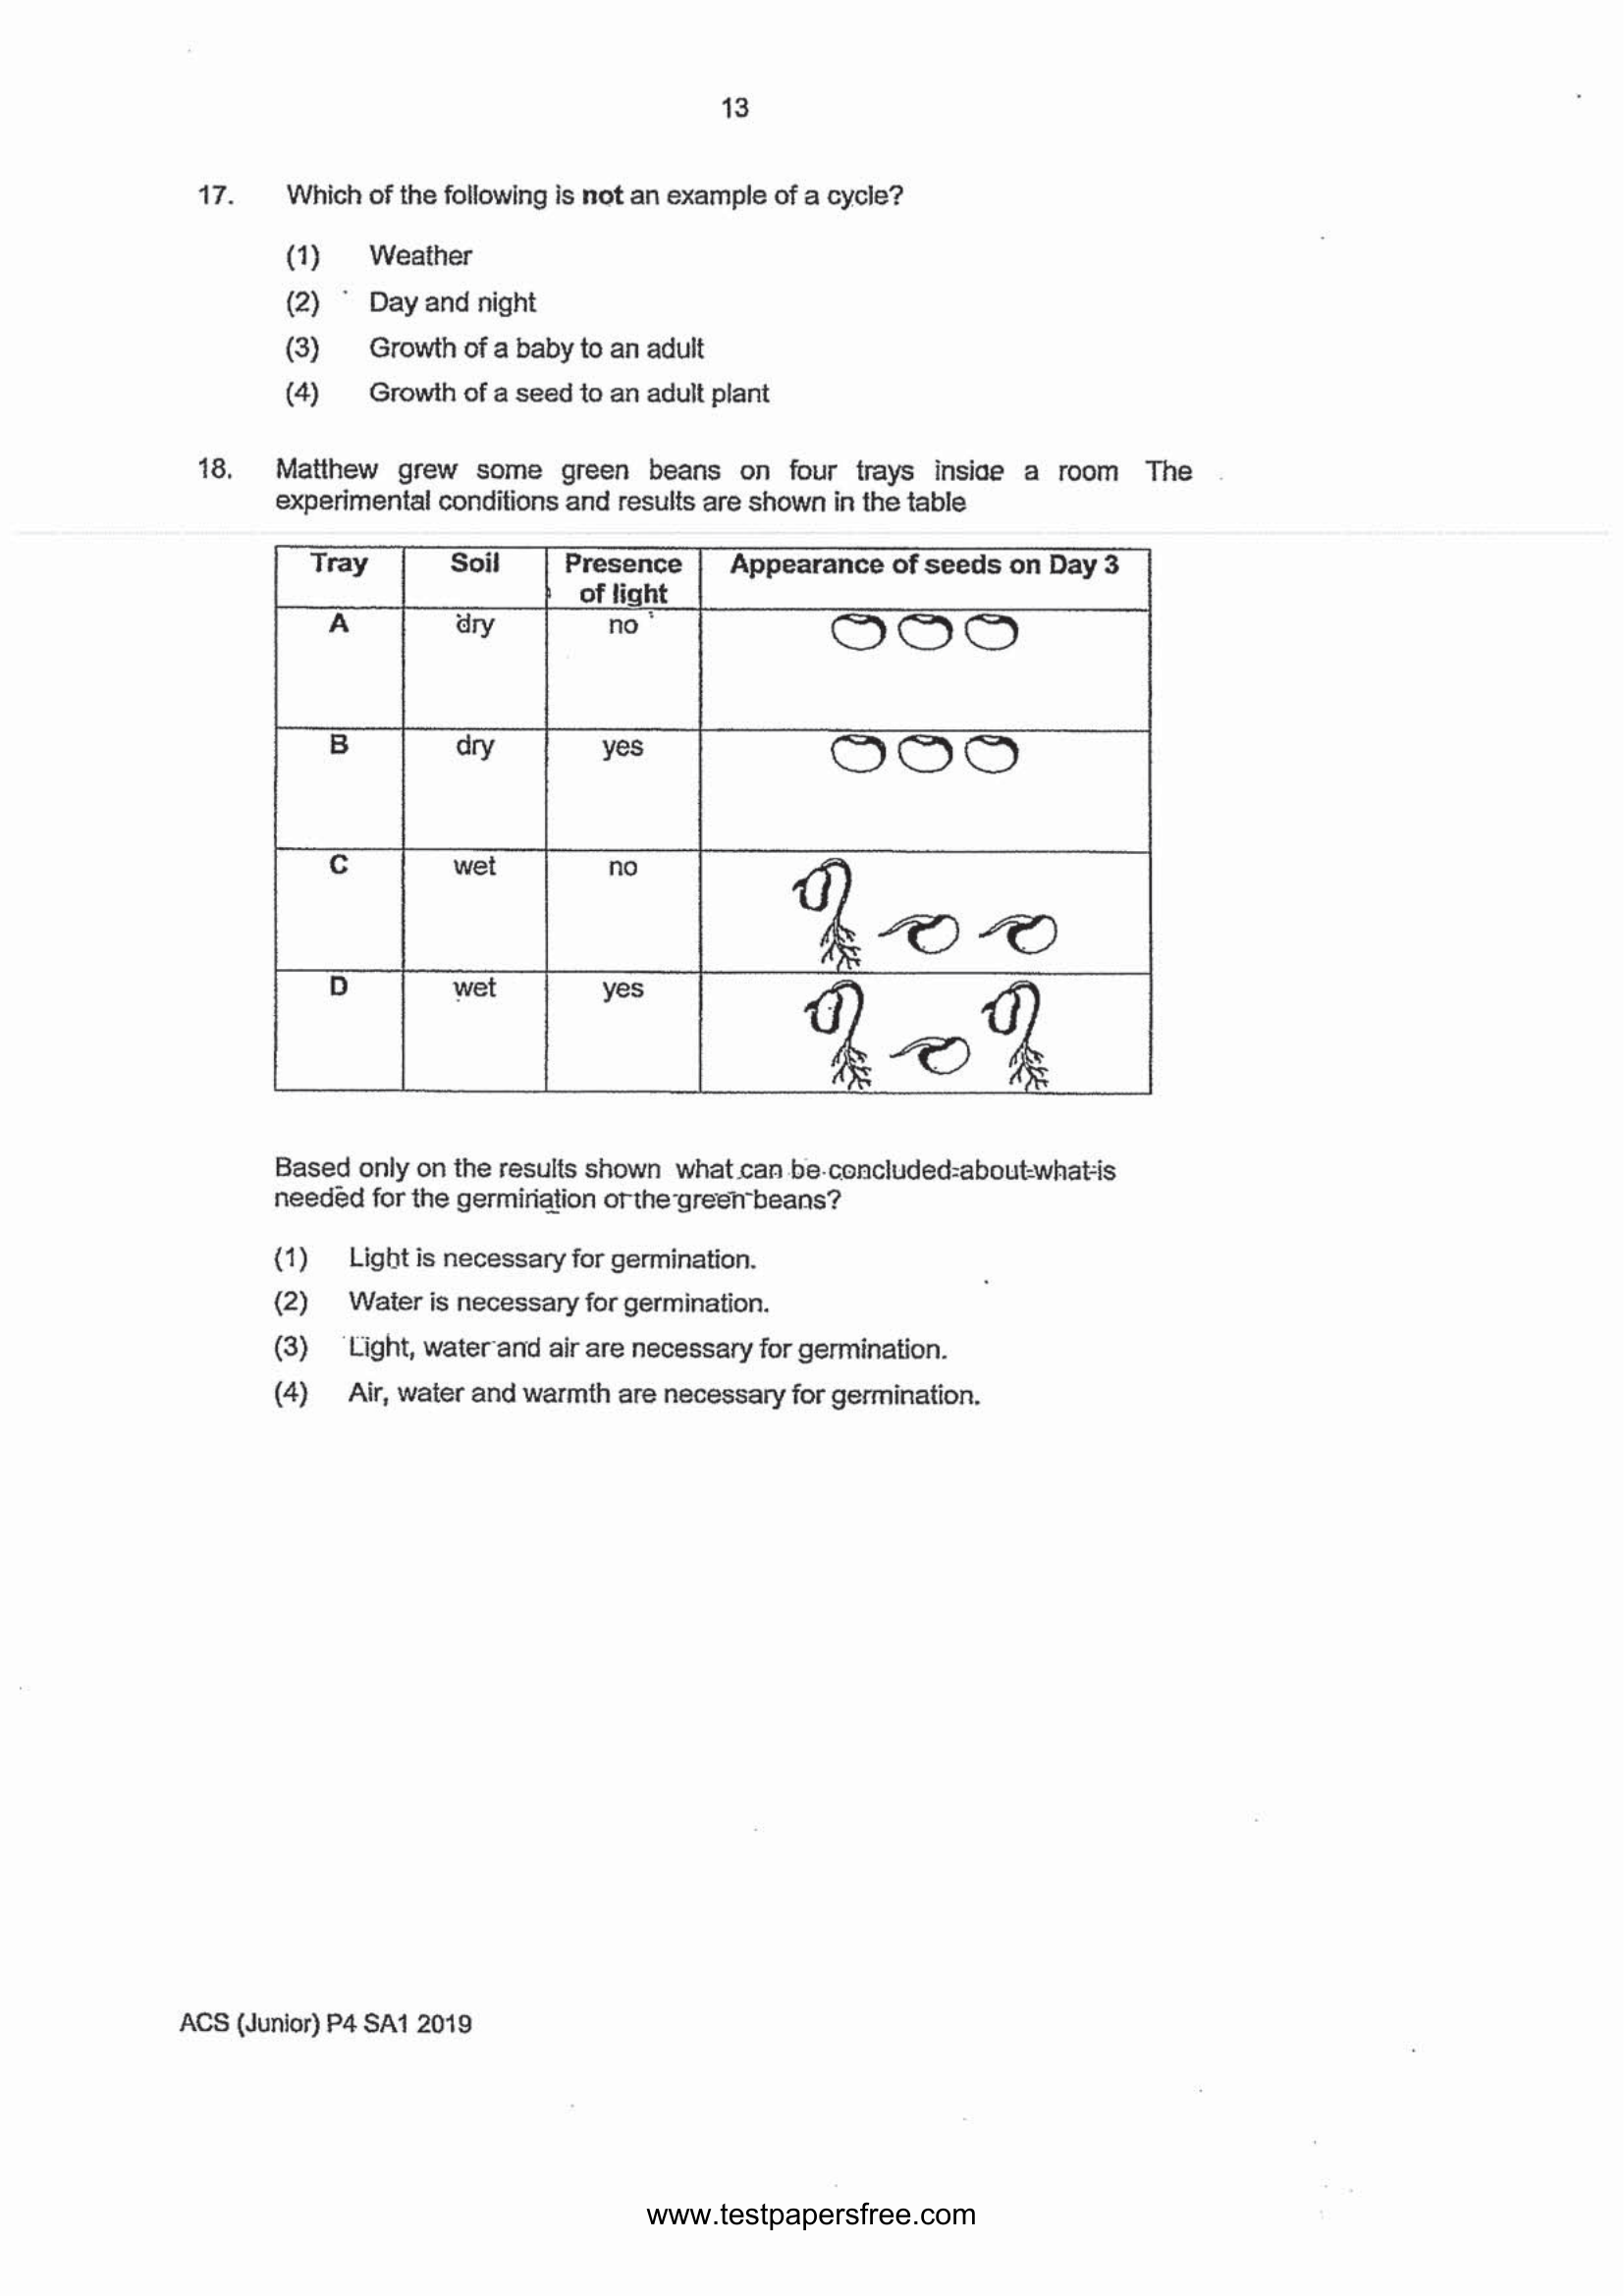 13
17. Which of the following is not an example of a cycle?
(1) Weather
(2) Day and night
(3) Growth of a baby to an adult
(4) Growth of a seed to an adult plant
18. Matthew grew some green beans on four trays inside a room The
experimental conditions and results are shown in the table
Tray Soil Presence of light Appearance of seeds on Day 3
A dry no
B dry yes
C wet no
D wet yes
Based only on the results shown what can be concluded about what is
needed for the germination of the green beans?
(1) Light is necessary for germination.
(2) Water is necessary for germination.
(3) Light, water and air are necessary for germination.
(4) Air, water and warmth are necessary for germination.
ACS (Junior) P4 SA1 2019
www.testpapersfree.com